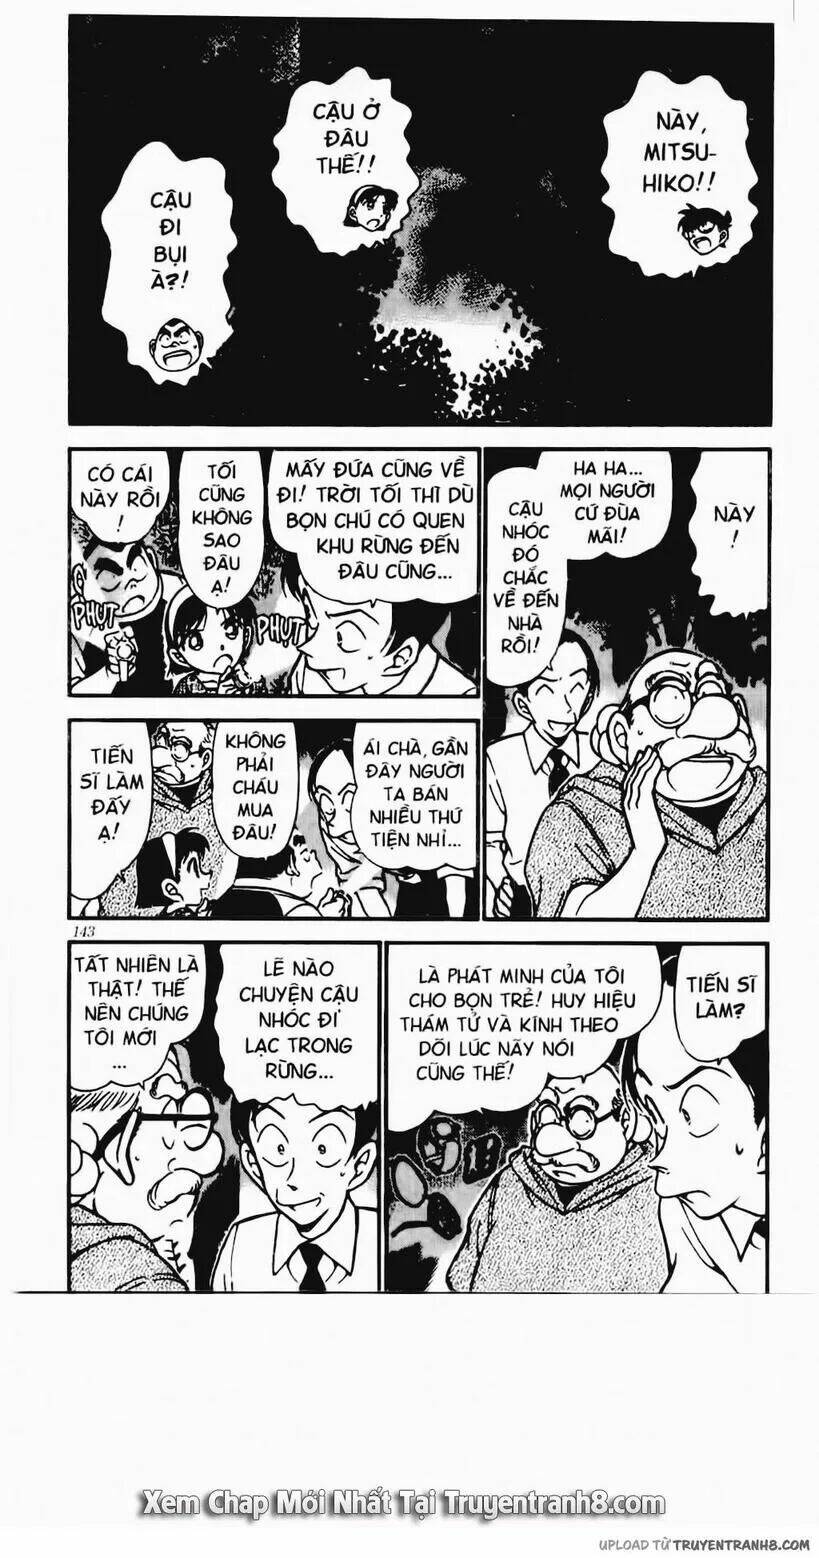 NÀY,
MITSU-
HIKO!!
CẬU Ở
ĐÂU
THẾ!!
CẬU
ĐI
BỤI
À?!
NÀY
!
HA HA...
MỌI NGƯỜI
CỨ ĐÙA
MÃI!
CẬU
NHÓC
ĐÓ
CHẮC
VỀ ĐẾN
NHÀ
RỒI!
MẤY ĐỨA CŨNG VỀ
ĐI! TRỜI TỐI THÌ DÙ
BỌN CHÚ CÓ QUEN
KHU RỪNG ĐẾN
ĐÂU CŨNG...
TỐI
CŨNG
KHÔNG
SAO
ĐÂU
Ạ!
CÓ CÁI
NÀY RỒI
!
PHỤT
PHỤT
ÁI CHÀ, GẦN
ĐÂY NGƯỜI
TA BÁN
NHIỀU THỨ
TIỆN NHỈ...
KHÔNG
PHẢI
CHÁU
MUA
ĐÂU!
TIẾN
SĨ LÀM
ĐẤY
Ạ!
143
TIẾN SĨ
LÀM?
LÀ PHÁT MINH CỦA TÔI
CHO BỌN TRẺ! HUY HIỆU
THÁM TỬ VÀ KÍNH THEO
DÕI LÚC NÃY NÓI
CŨNG THẾ!
LẼ NÀO
CHUYỆN CẬU
NHÓC ĐI
LẠC TRONG
RỪNG...
TẤT NHIÊN LÀ
THẬT! THẾ
NÊN CHÚNG
TÔI MỚI
...
Xem Chap Mới Nhất Tại Truyentranh8.com
UPLOAD TỪ TRUYENTRANH8.COM